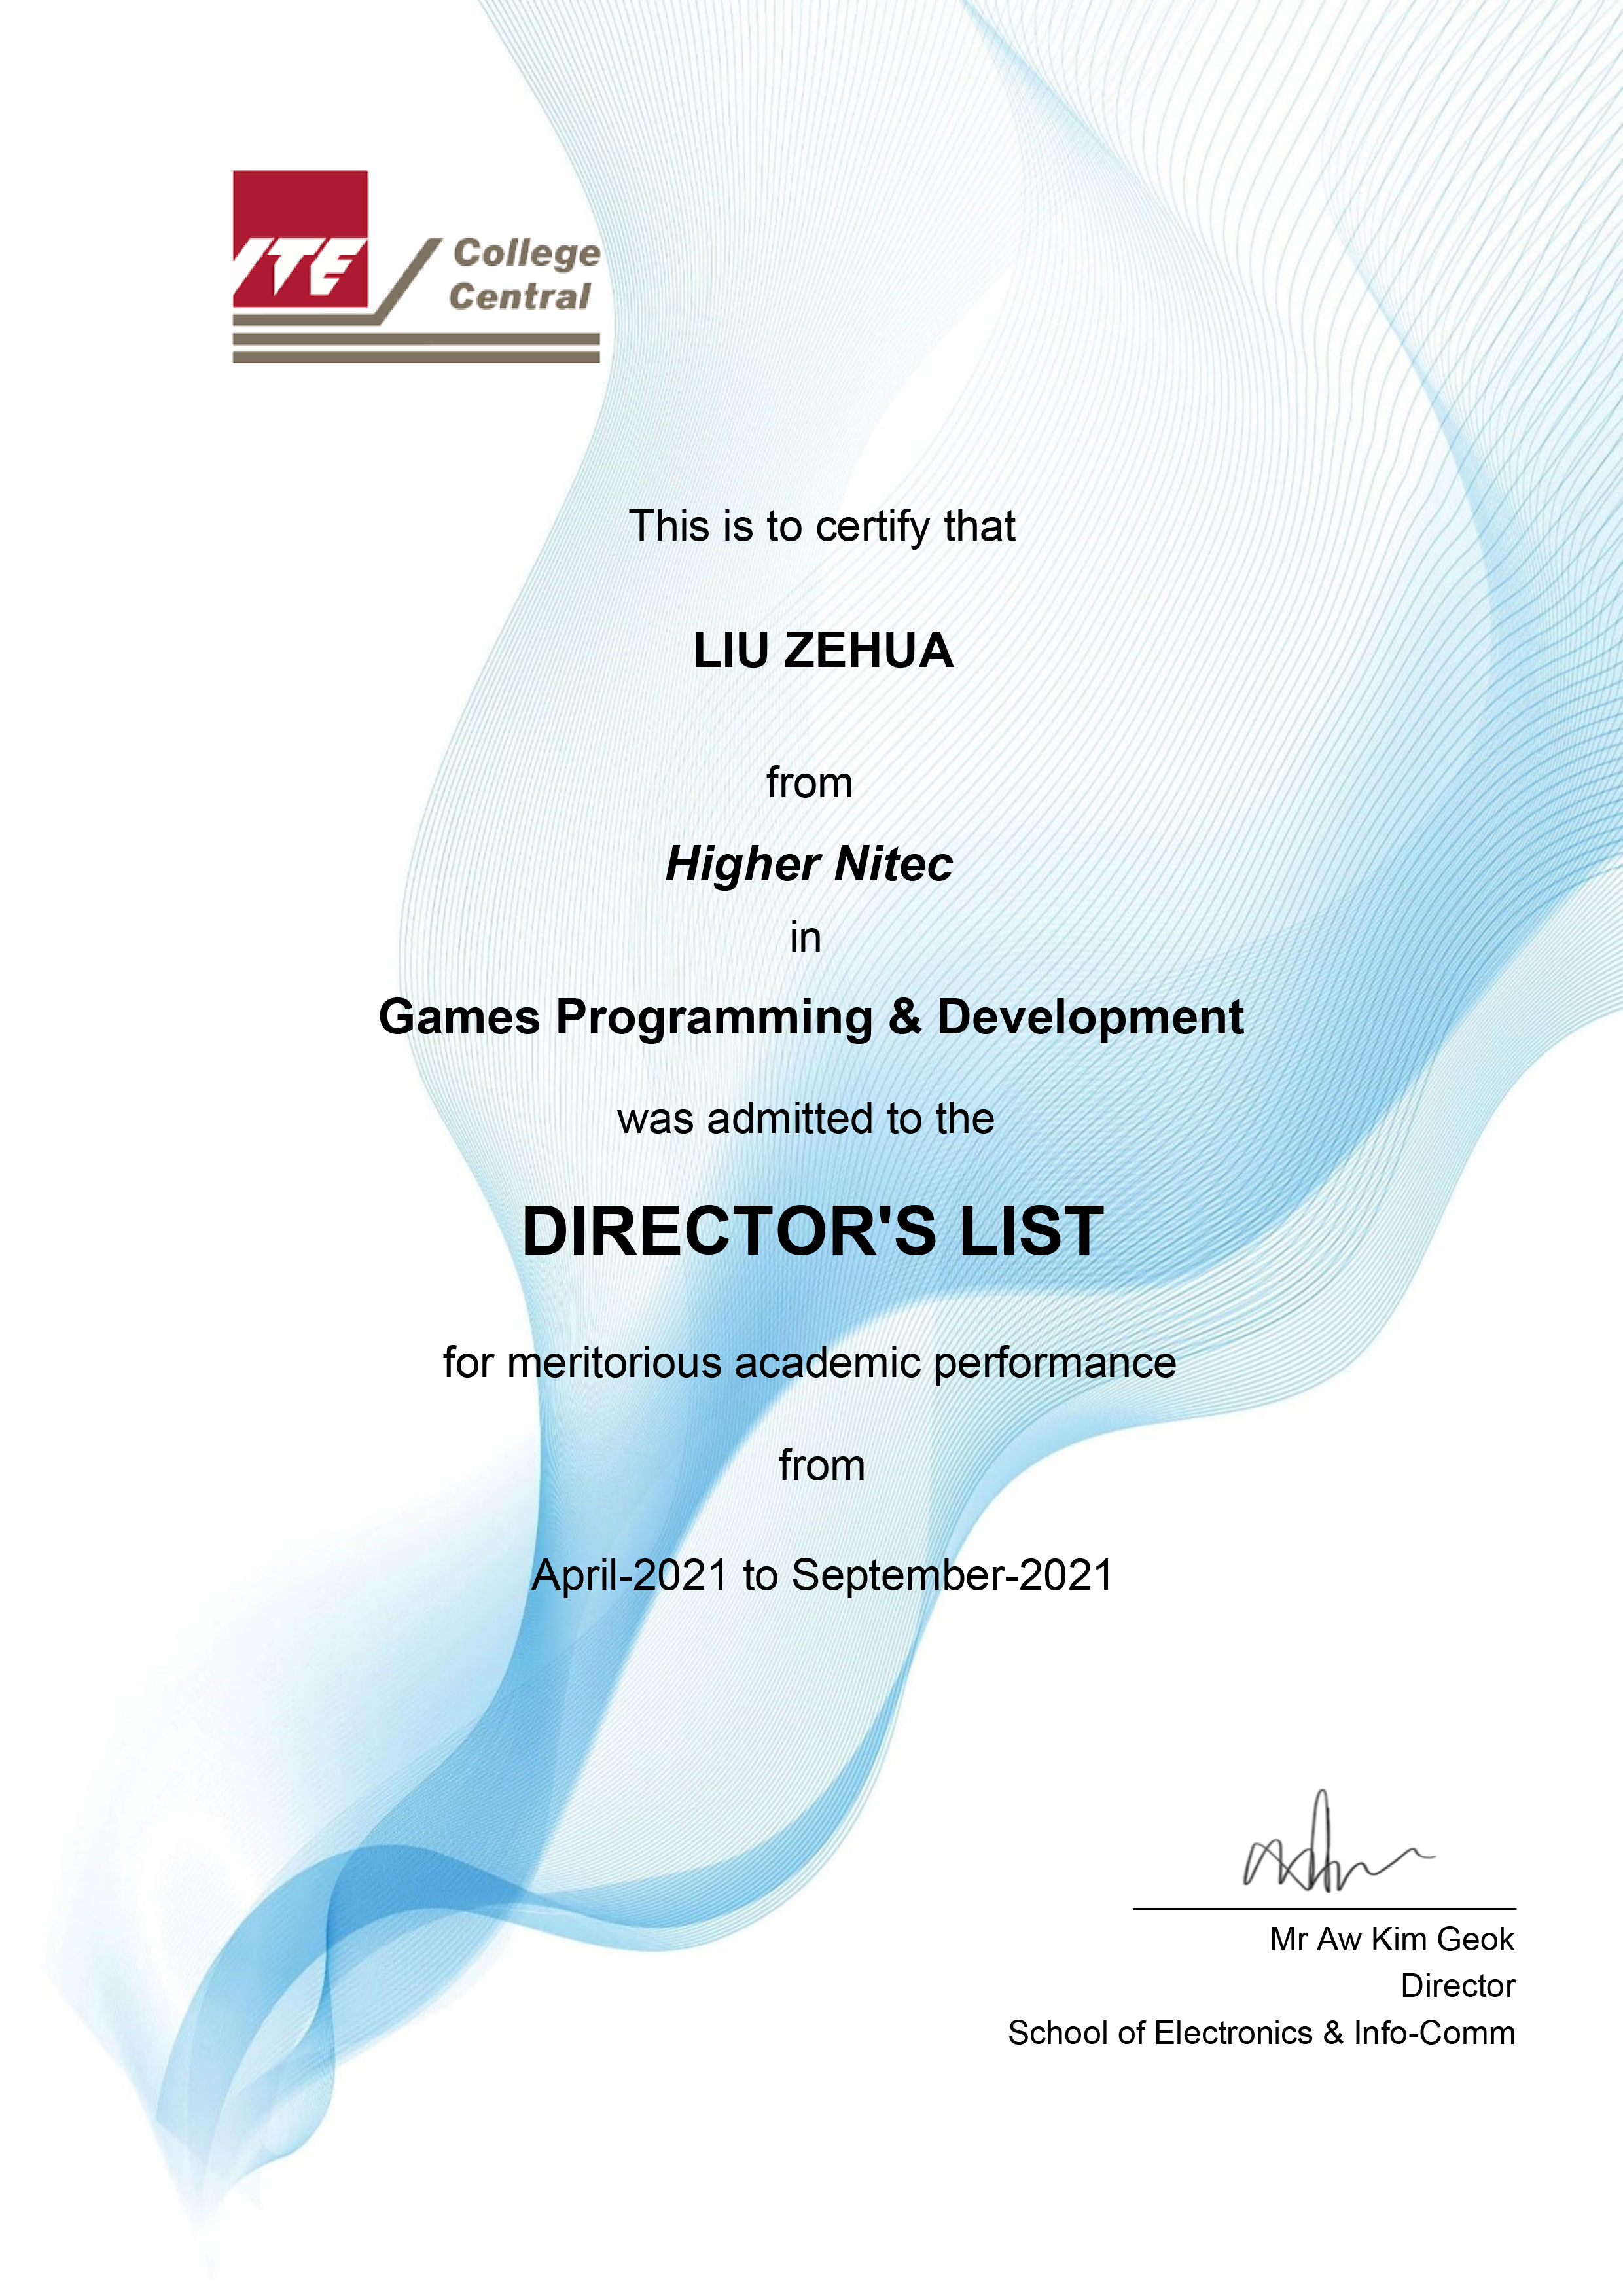 ITE College
Central
This is to certify that
LIU ZEHUA
from
Higher Nitec
in
Games Programming & Development
was admitted to the
DIRECTOR'S LIST
for meritorious academic performance
from
April-2021 to September-2021
Mr Aw Kim Geok
Director
School of Electronics & Info-Comm